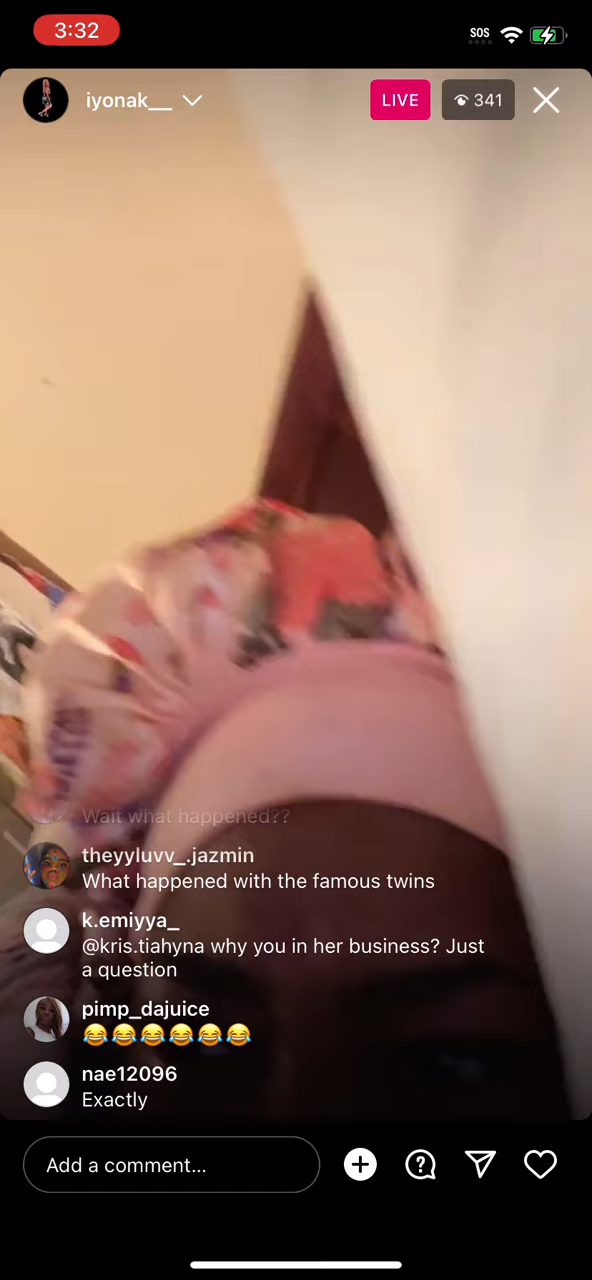 3:32
SOS
iyonak__
LIVE
341
Wait what happened??
theyyluvv_.jazmin
What happened with the famous twins
k.emiyya_
@kris.tiahyna why you in her business? Just
a question
pimp_dajuice
😂😂😂😂😂😂
nae12096
Exactly
Add a comment...